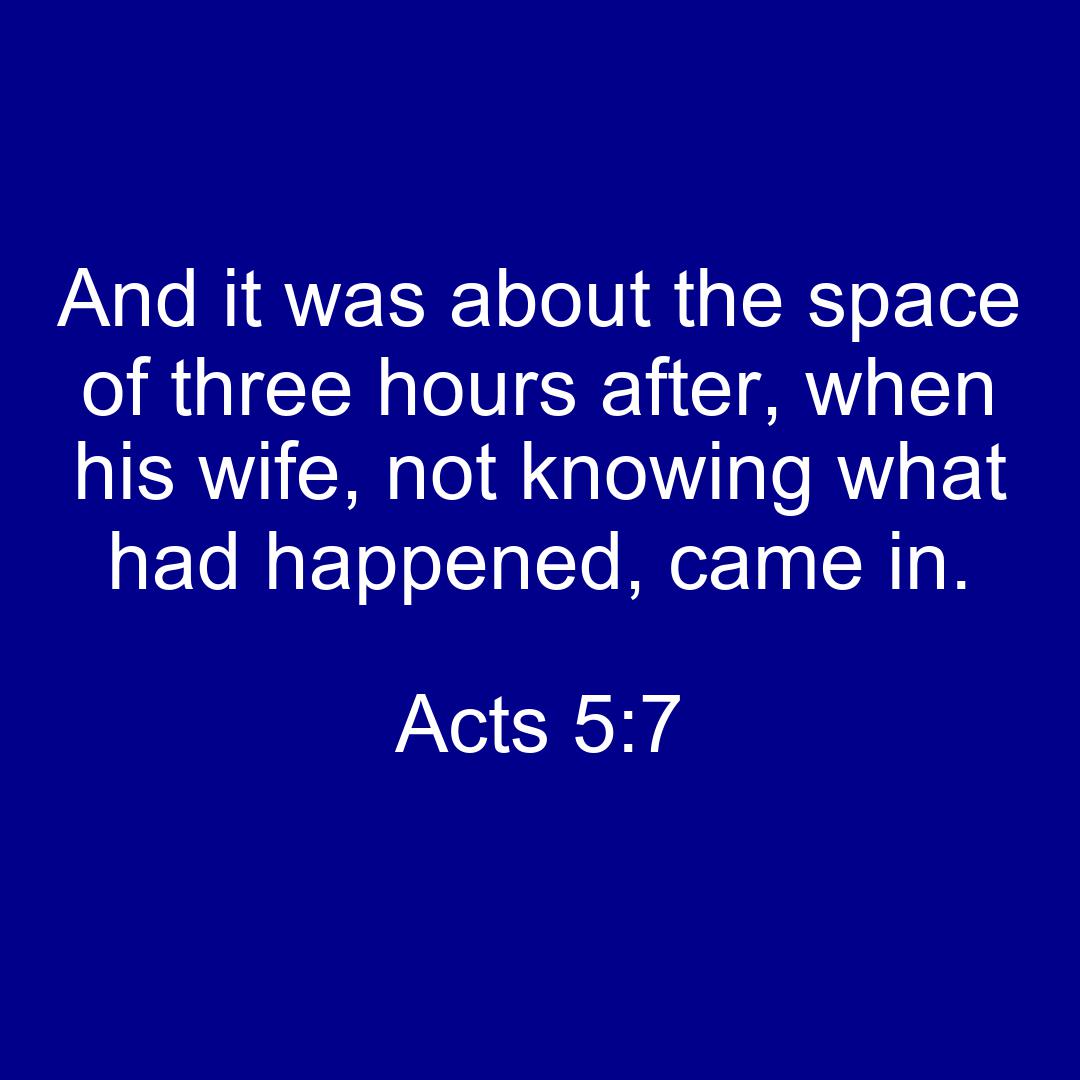 And it was about the space
of three hours after, when
his wife, not knowing what
had happened, came in.
Acts 5:7